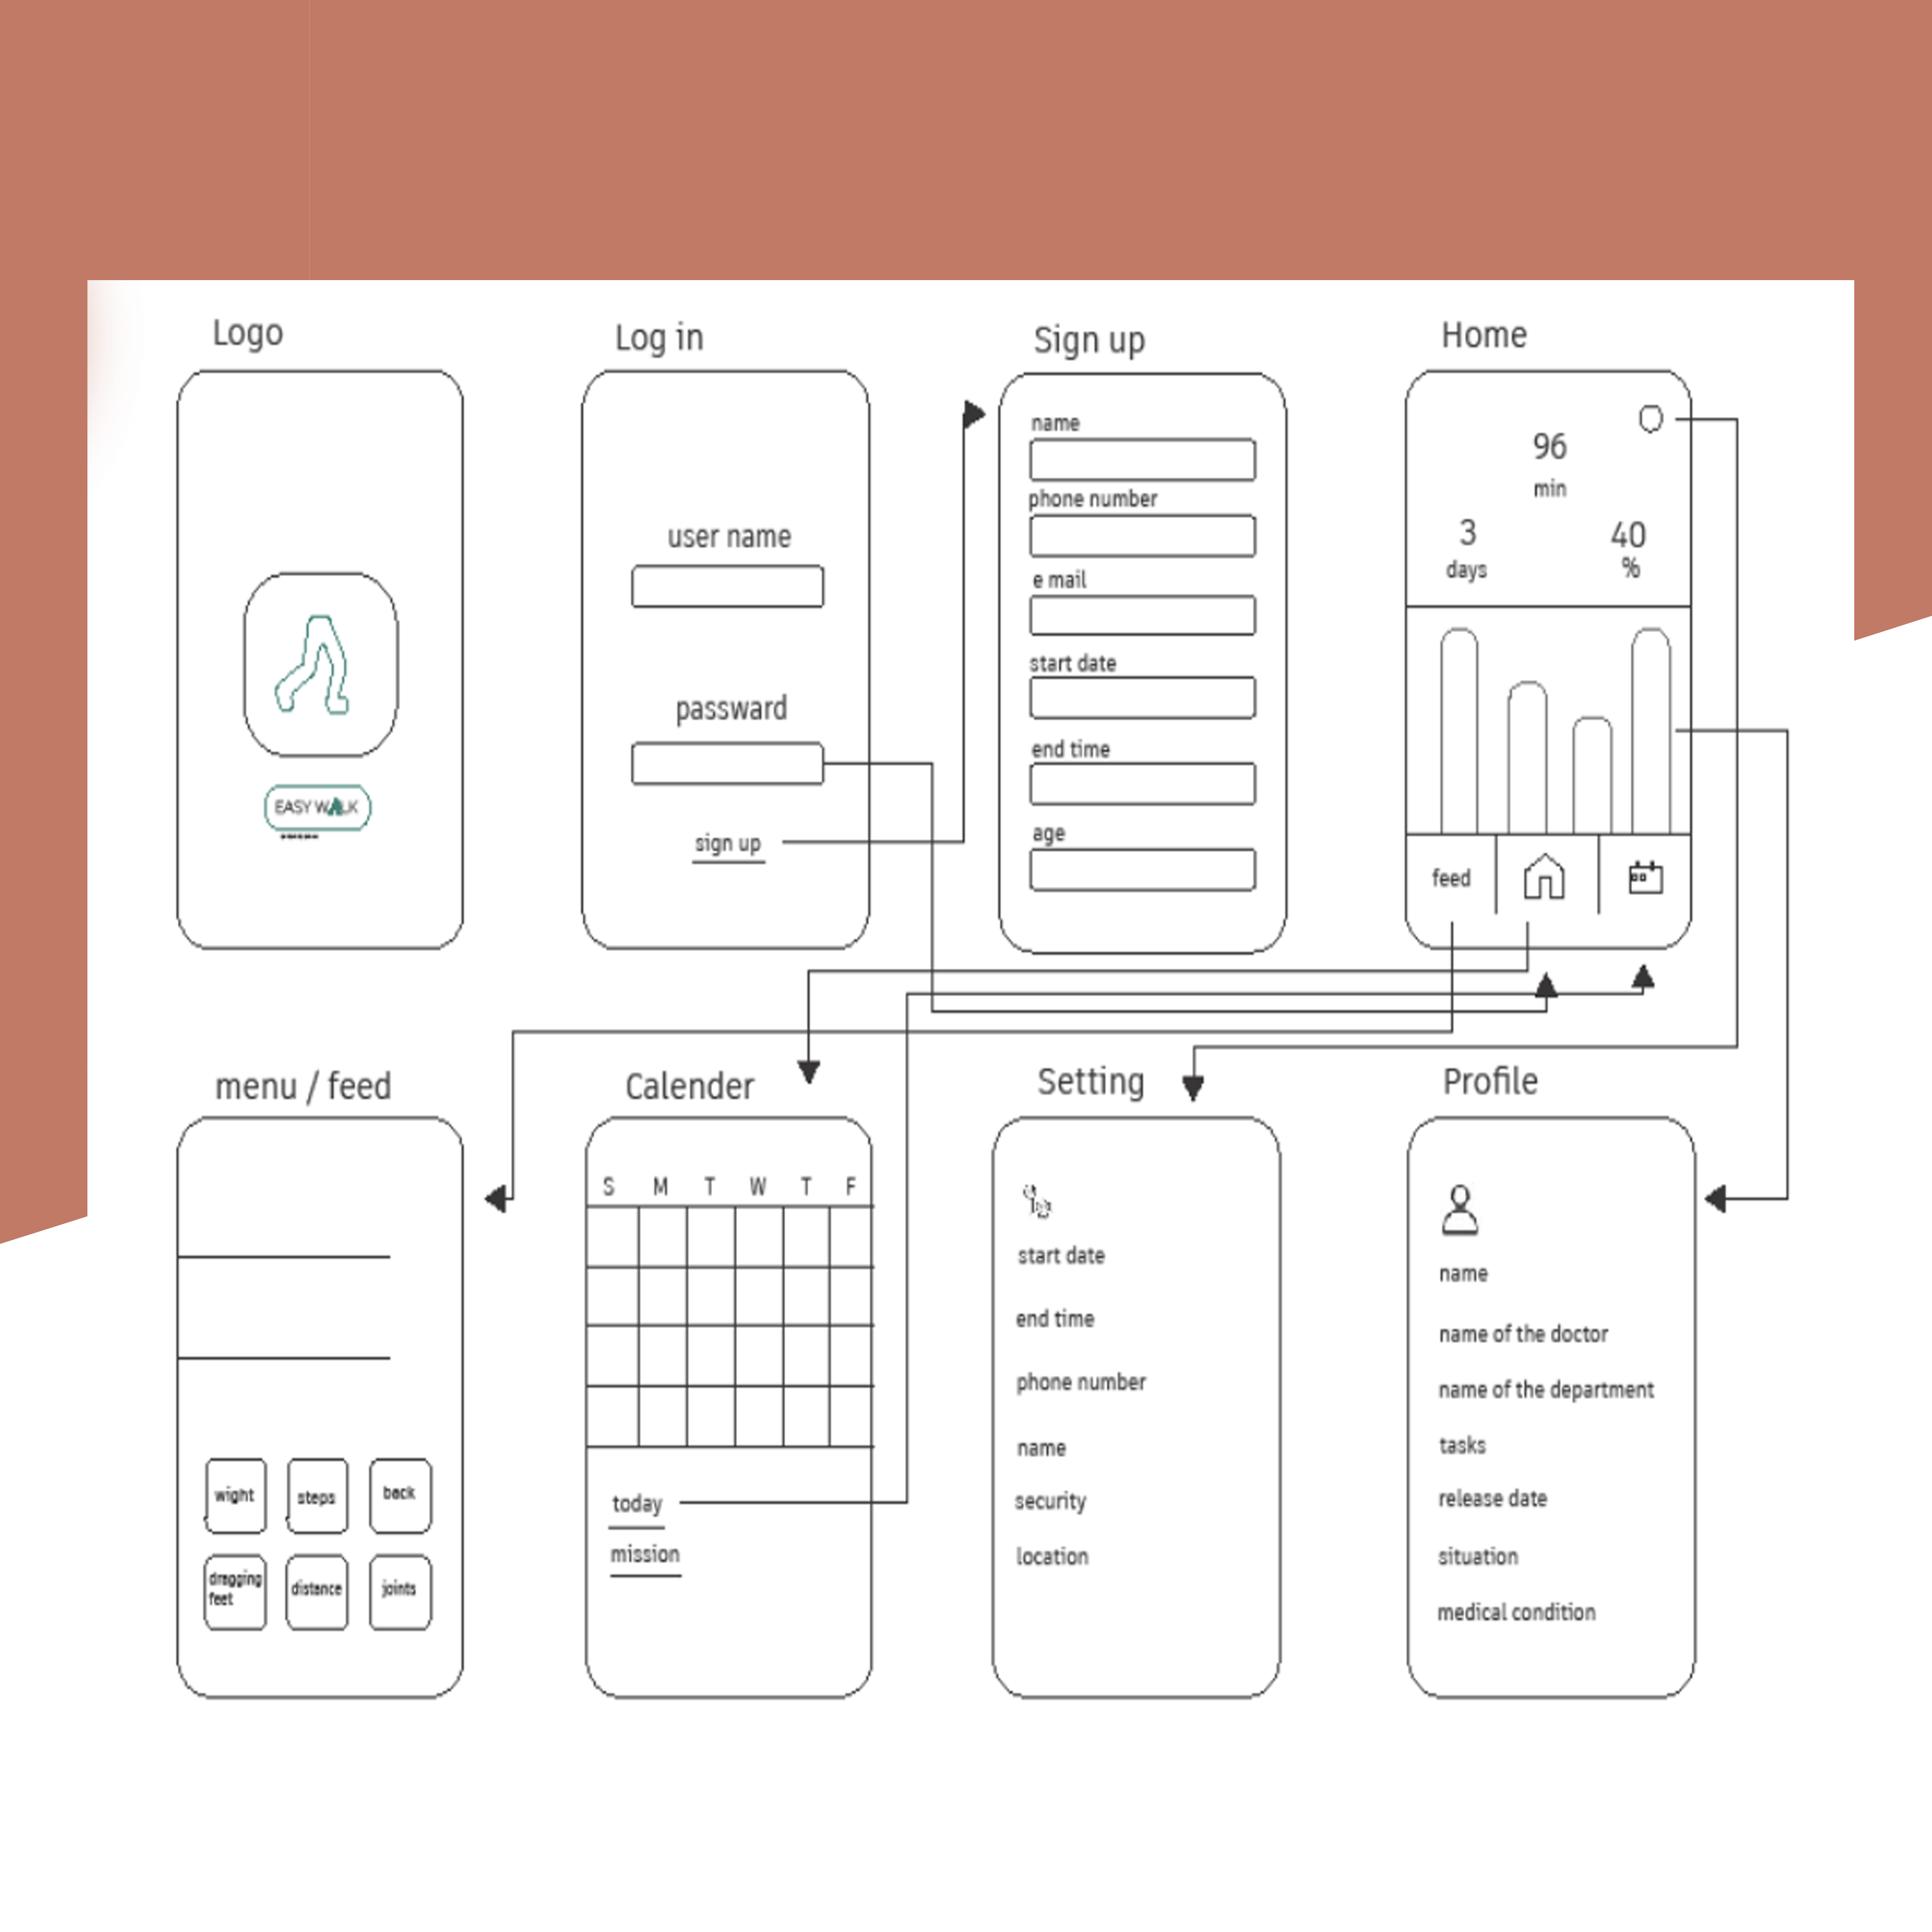 Logo
EASY WALK
Log in
user name
passward
sign up
Sign up
name
phone number
e mail
start date
end time
age
Home
96
min
3
days
40
%
feed
menu / feed
wight
steps
back
dragging
feet
distance
joints
Calender
S M T W T F
today
mission
Setting
start date
end time
phone number
name
security
location
Profile
name
name of the doctor
name of the department
tasks
release date
situation
medical condition